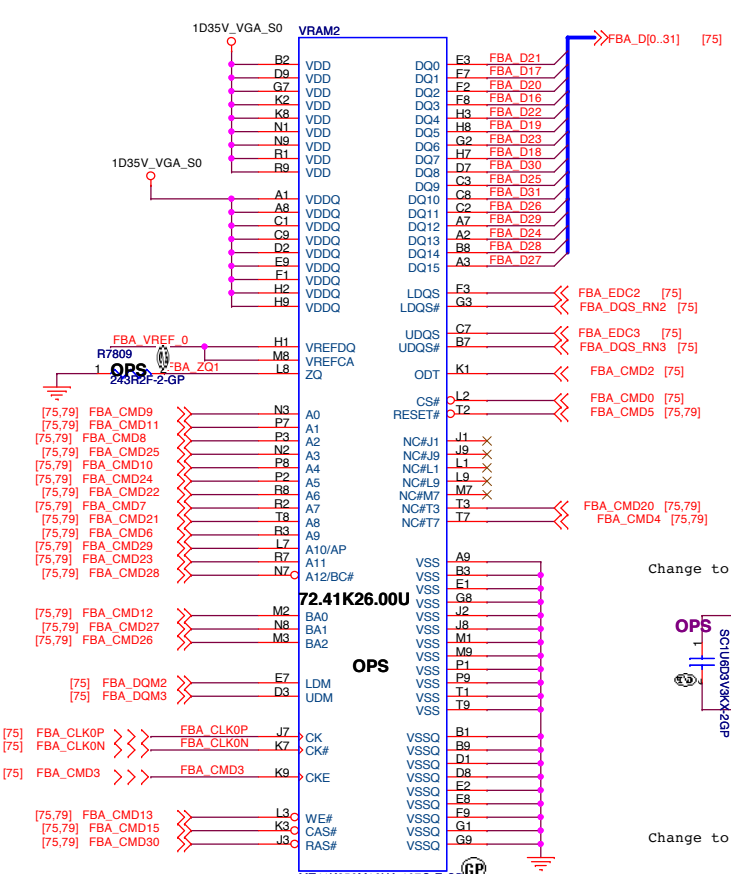 1D35V_VGA_S0
VRAM2
FBA_D[0..31] [75]
B2 VDD
D9 VDD
G7 VDD
K2 VDD
K8 VDD
N1 VDD
N9 VDD
R1 VDD
R9 VDD
1D35V_VGA_S0
A1 VDDQ
A8 VDDQ
C1 VDDQ
C9 VDDQ
D2 VDDQ
E9 VDDQ
F1 VDDQ
H2 VDDQ
H9 VDDQ
DQ0 E3 FBA_D21
DQ1 F7 FBA_D17
DQ2 F2 FBA_D20
DQ3 F8 FBA_D16
DQ4 H3 FBA_D22
DQ5 H8 FBA_D19
DQ6 G2 FBA_D23
DQ7 H7 FBA_D18
DQ8 D7 FBA_D30
DQ9 C3 FBA_D25
DQ10 C8 FBA_D31
DQ11 C2 FBA_D26
DQ12 A7 FBA_D29
DQ13 A2 FBA_D24
DQ14 B8 FBA_D28
DQ15 A3 FBA_D27
LDQS F3 FBA_EDC2 [75]
LDQS# G3 FBA_DQS_RN2 [75]
UDQS C7 FBA_EDC3 [75]
UDQS# B7 FBA_DQS_RN3 [75]
FBA_VREF_0 H1 VREFDQ
M8 VREFCA
R7809
OPS
1 FBA_ZQ1 L8 ZQ
243R2F-2-GP
ODT K1 FBA_CMD2 [75]
CS# L2 FBA_CMD0 [75]
RESET# T2 FBA_CMD5 [75,79]
[75,79] FBA_CMD9 N3 A0
[75,79] FBA_CMD11 P7 A1
[75,79] FBA_CMD8 P3 A2
[75,79] FBA_CMD25 N2 A3
[75,79] FBA_CMD10 P8 A4
[75,79] FBA_CMD24 P2 A5
[75,79] FBA_CMD22 R8 A6
[75,79] FBA_CMD7 R2 A7
[75,79] FBA_CMD21 T8 A8
[75,79] FBA_CMD6 R3 A9
[75,79] FBA_CMD29 L7 A10/AP
[75,79] FBA_CMD23 R7 A11
[75,79] FBA_CMD28 N7 A12/BC#
NC#J1 J1
NC#J9 J9
NC#L1 L1
NC#L9 L9
NC#M7 M7
NC#T3 T3 FBA_CMD20 [75,79]
NC#T7 T7 FBA_CMD4 [75,79]
72.41K26.00U
OPS
[75,79] FBA_CMD12 M2 BA0
[75,79] FBA_CMD27 N8 BA1
[75,79] FBA_CMD26 M3 BA2
[75] FBA_DQM2 E7 LDM
[75] FBA_DQM3 D3 UDM
[75] FBA_CLK0P FBA_CLK0P J7 CK
[75] FBA_CLK0N FBA_CLK0N K7 CK#
[75] FBA_CMD3 FBA_CMD3 K9 CKE
[75,79] FBA_CMD13 L3 WE#
[75,79] FBA_CMD15 K3 CAS#
[75,79] FBA_CMD30 J3 RAS#
VSS A9
VSS B3
VSS E1
VSS G8
VSS J2
VSS J8
VSS M1
VSS M9
VSS P1
VSS P9
VSS T1
VSS T9
VSSQ B1
VSSQ B9
VSSQ D1
VSSQ D8
VSSQ E2
VSSQ E8
VSSQ F9
VSSQ G1
VSSQ G9
GP
Change to
OPS
1
SC1U6D3V3KX-2GP
Change to